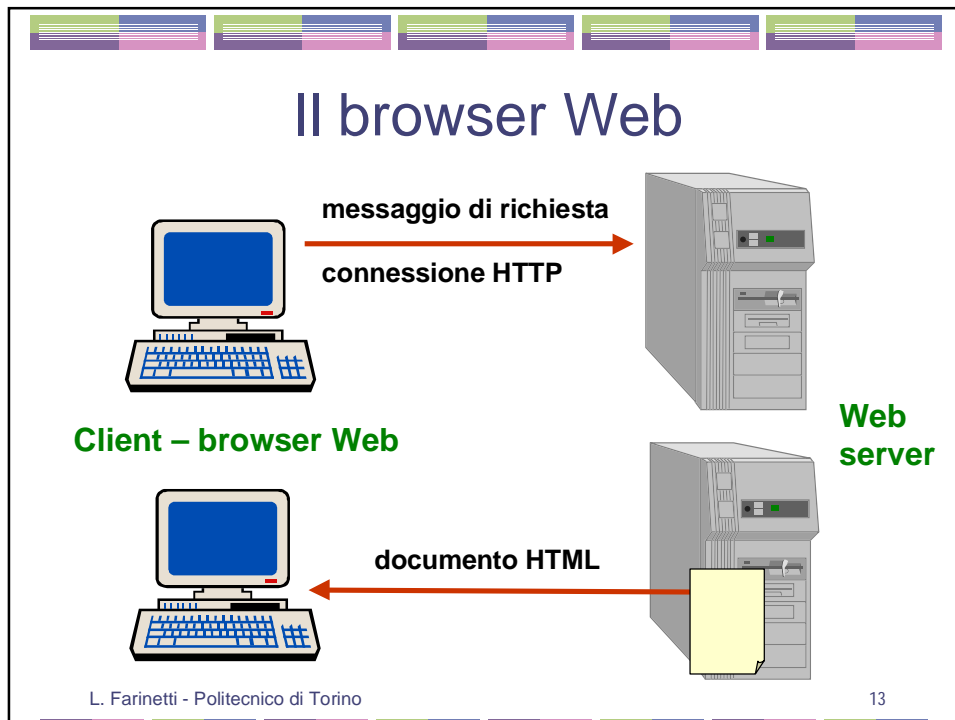 Il browser Web
messaggio di richiesta
connessione HTTP
Client – browser Web
Web
server
documento HTML
L. Farinetti - Politecnico di Torino
13